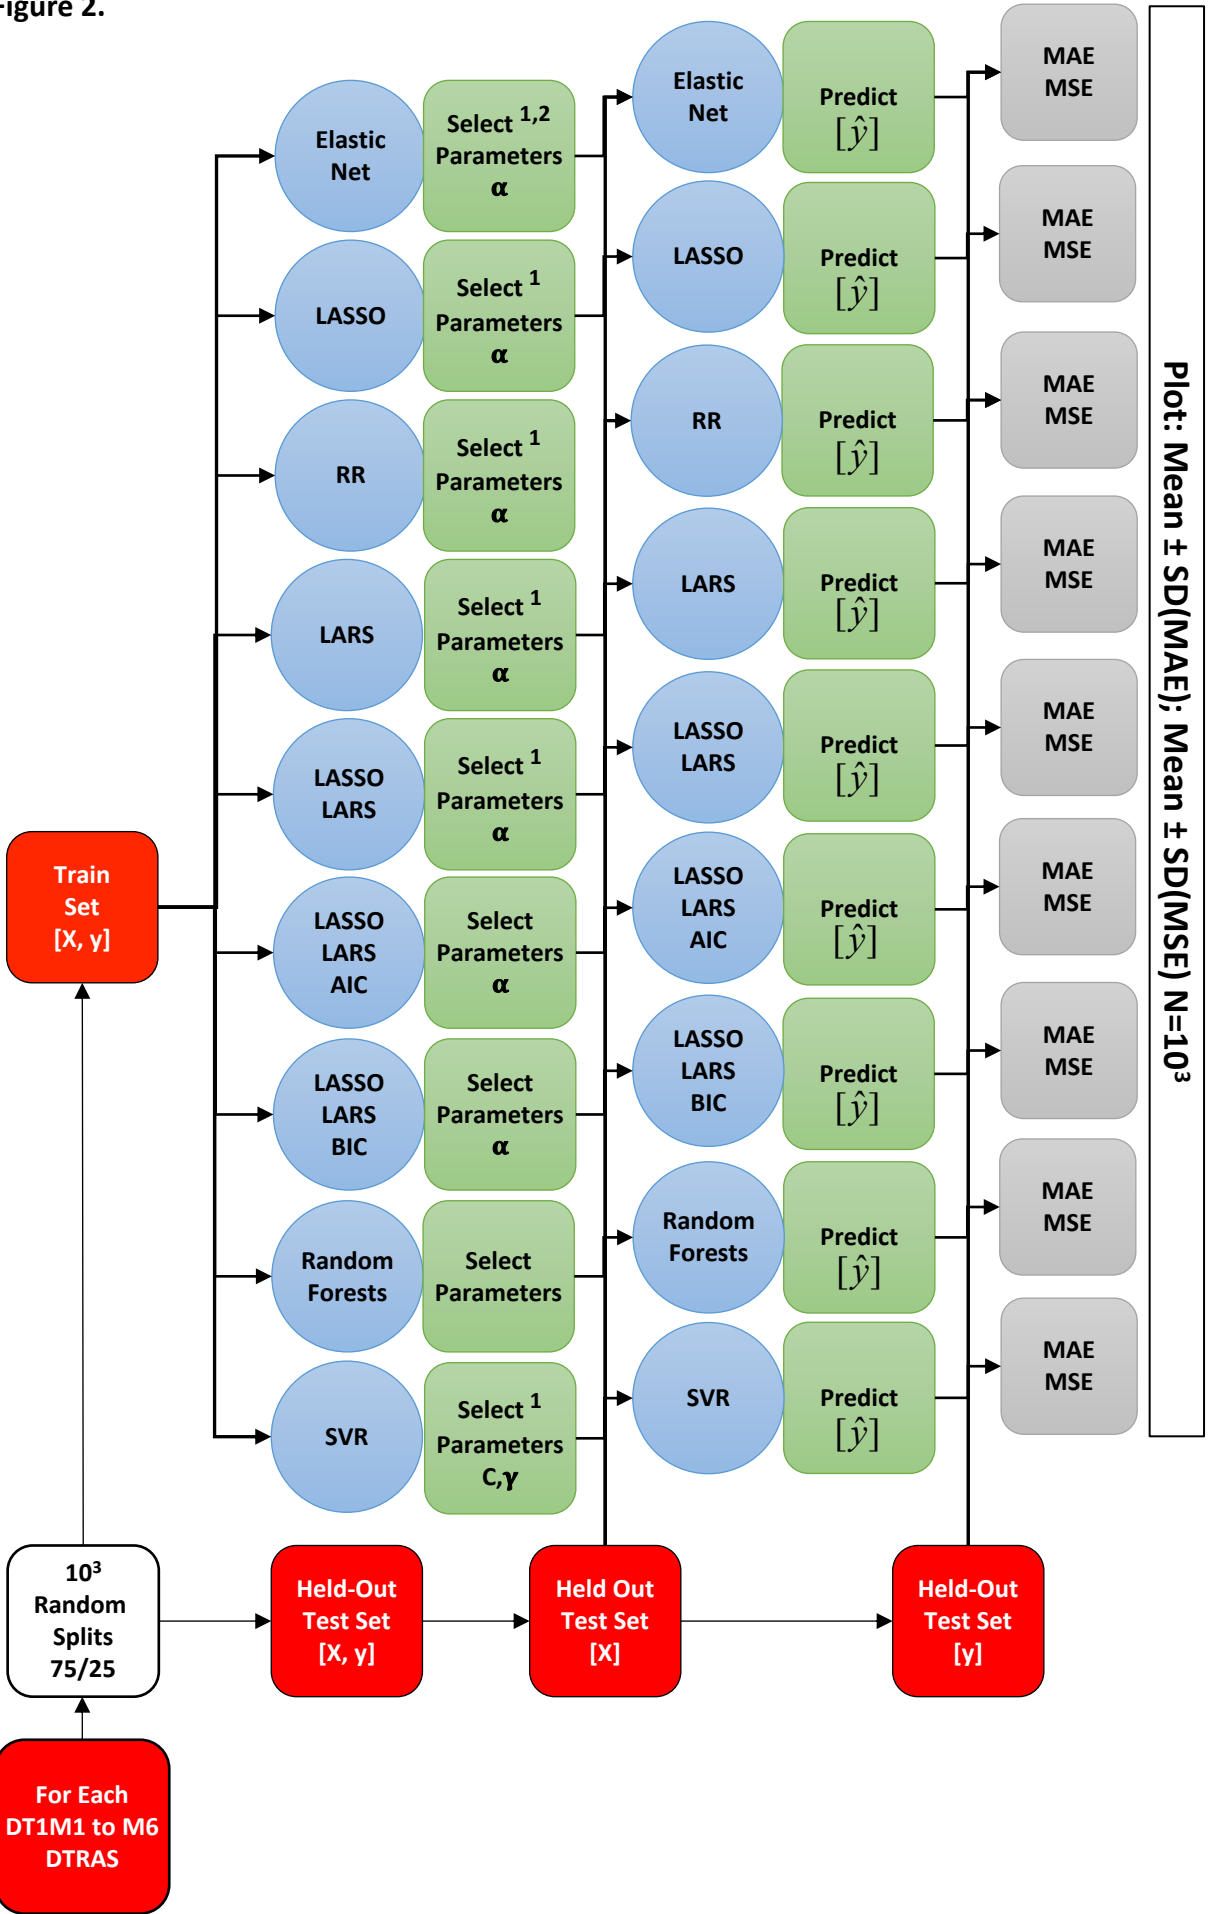 Figure 2.
Elastic
Net
Select 1,2
Parameters
α
Elastic
Net
Predict
[ŷ]
MAE
MSE
LASSO
Select 1
Parameters
α
LASSO
Predict
[ŷ]
MAE
MSE
RR
Select 1
Parameters
α
RR
Predict
[ŷ]
MAE
MSE
LARS
Select 1
Parameters
α
LARS
Predict
[ŷ]
MAE
MSE
LASSO
LARS
Select 1
Parameters
α
LASSO
LARS
Predict
[ŷ]
MAE
MSE
Train
Set
[X, y]
LASSO
LARS
AIC
Select
Parameters
α
LASSO
LARS
AIC
Predict
[ŷ]
MAE
MSE
LASSO
LARS
BIC
Select
Parameters
α
LASSO
LARS
BIC
Predict
[ŷ]
MAE
MSE
Random
Forests
Select
Parameters
Random
Forests
Predict
[ŷ]
MAE
MSE
SVR
Select 1
Parameters
C,γ
SVR
Predict
[ŷ]
MAE
MSE
Plot: Mean ± SD(MAE); Mean ± SD(MSE) N=10³
10³
Random
Splits
75/25
Held-Out
Test Set
[X, y]
Held Out
Test Set
[X]
Held-Out
Test Set
[y]
For Each
DT1M1 to M6
DTRAS